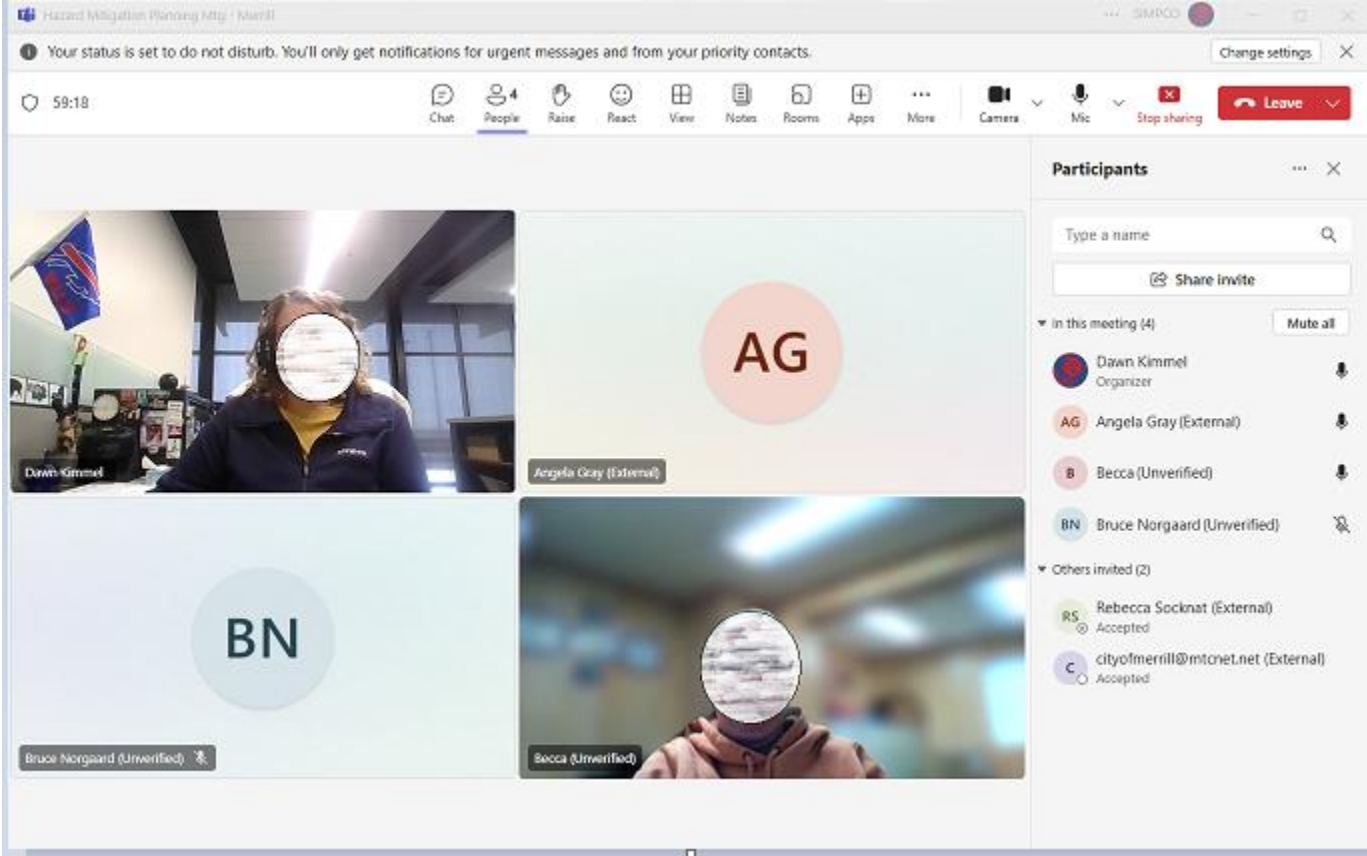 Hazard Mitigation Planning Mtg - Merrill
SIMPCO
Your status is set to do not disturb. You'll only get notifications for urgent messages and from your priority contacts.
Change settings
59:18
Chat
4
People
Raise
React
View
Notes
Rooms
Apps
More
Camera
Mic
Stop sharing
Leave
Participants
Type a name
Share invite
In this meeting (4)
Mute all
Dawn Kimmel
Organizer
AG
Angela Gray (External)
B
Becca (Unverified)
BN
Bruce Norgaard (Unverified)
Others invited (2)
RS
Rebecca Socknat (External)
Accepted
C
cityofmerrill@mtcnet.net (External)
Accepted
Dawn Kimmel
AG
Angela Gray (External)
BN
Bruce Norgaard (Unverified)
Becca (Unverified)